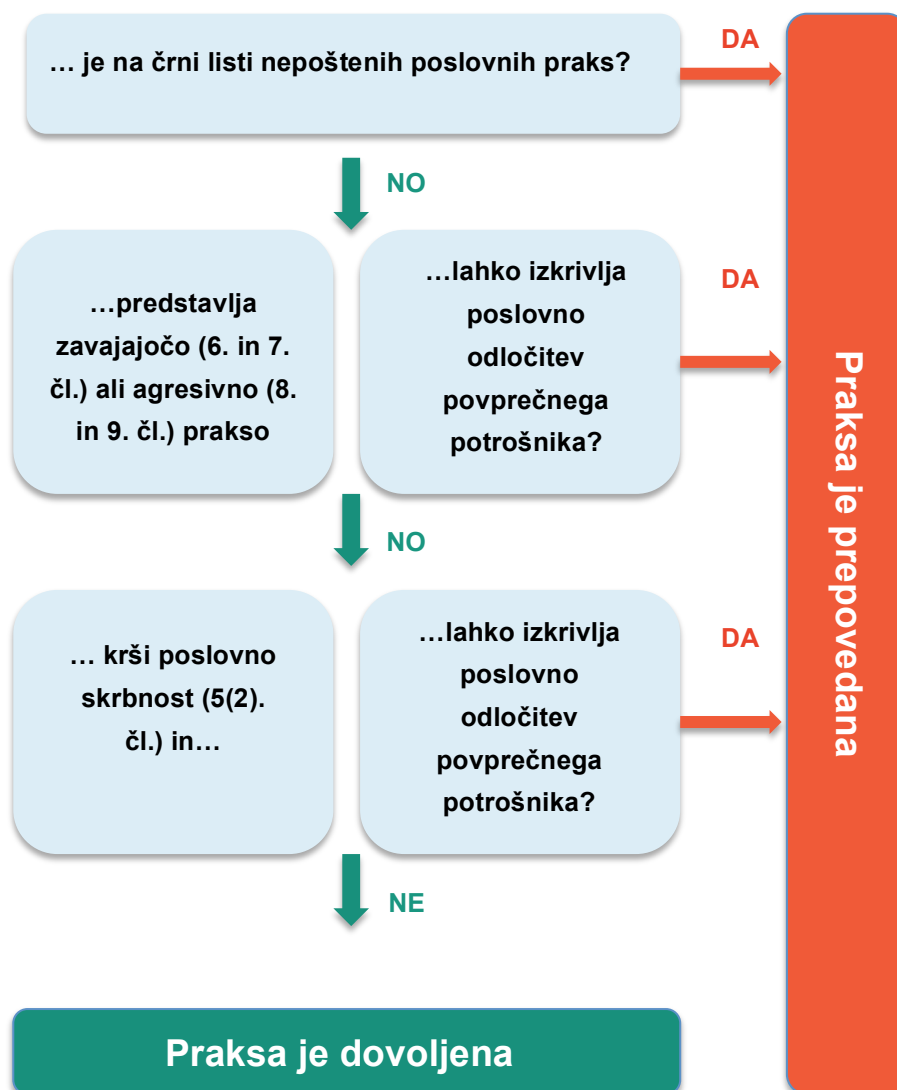 … je na črni listi nepoštenih poslovnih praks?
DA
NO
…predstavlja
zavajajočo (6. in 7.
čl.) ali agresivno (8.
in 9. čl.) prakso
…lahko izkrivlja
poslovno
odločitev
povprečnega
potrošnika?
DA
NO
… krši poslovno
skrbnost (5(2).
čl.) in…
…lahko izkrivlja
poslovno
odločitev
povprečnega
potrošnika?
DA
NE
Praksa je dovoljena
Praksa je prepovedana